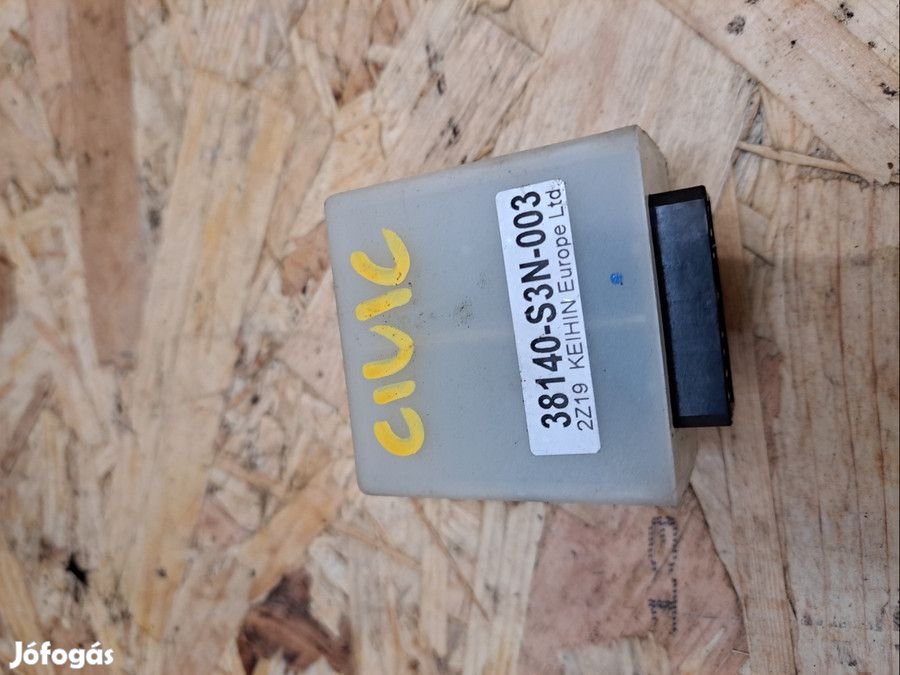 CIVIC
38140-S3N-003
2Z19 KEIHIN Europe Ltd
Jófogás